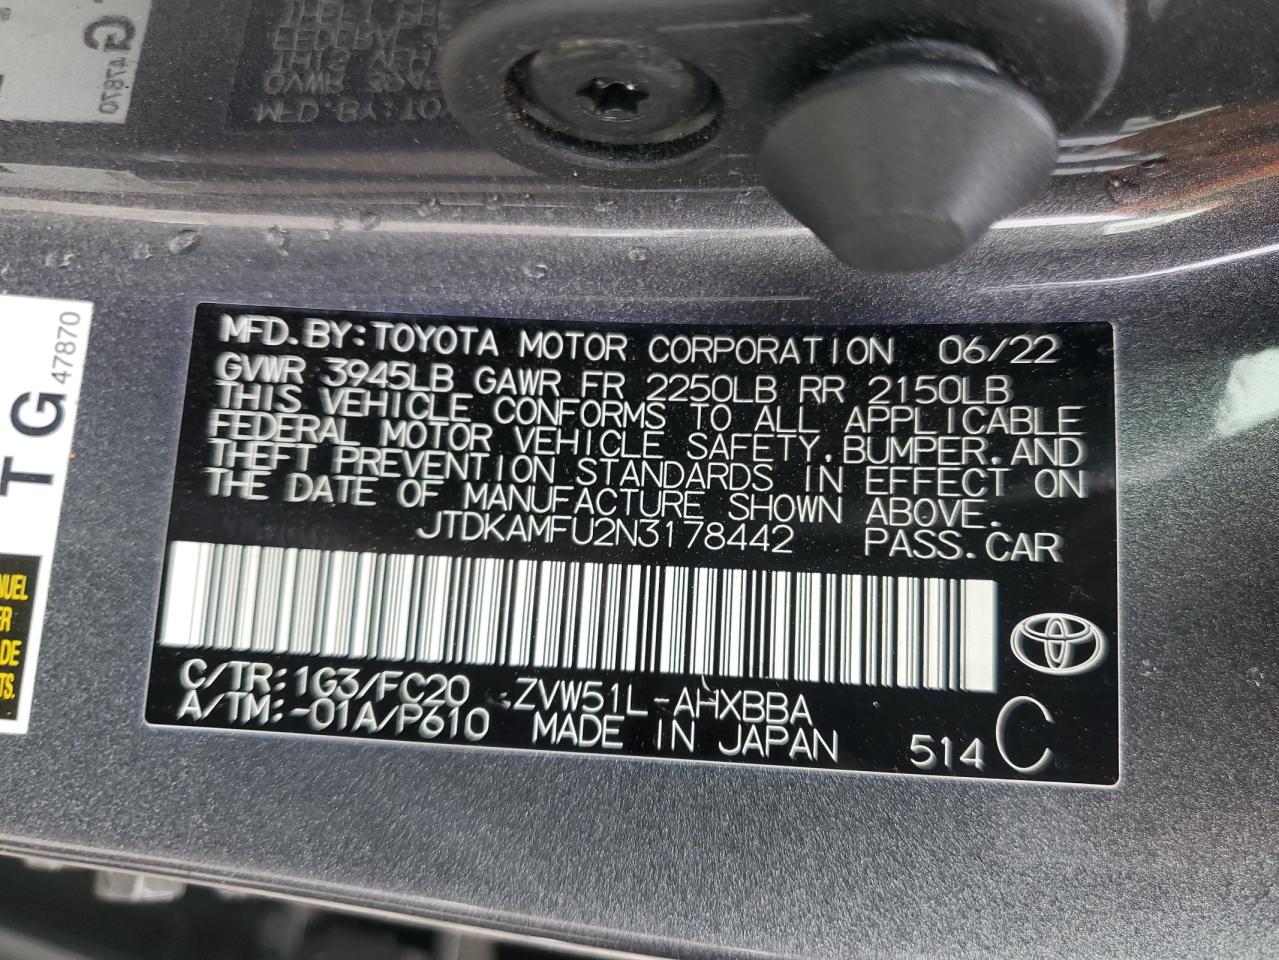 MFD.BY:TOYOTA MOTOR CORPORATION 06/22
GVWR 3945LB GAWR FR 2250LB RR 2150LB
THIS VEHICLE CONFORMS TO ALL APPLICABLE
FEDERAL MOTOR VEHICLE SAFETY,BUMPER,AND
THEFT PREVENTION STANDARDS IN EFFECT ON
THE DATE OF MANUFACTURE SHOWN ABOVE.
JTDKAMFU2N3178442 PASS.CAR
C/TR:1G3/FC20 ZVW51L-AHXBBA
A/TM:-01A/P610 MADE IN JAPAN 514 C
T G
47870